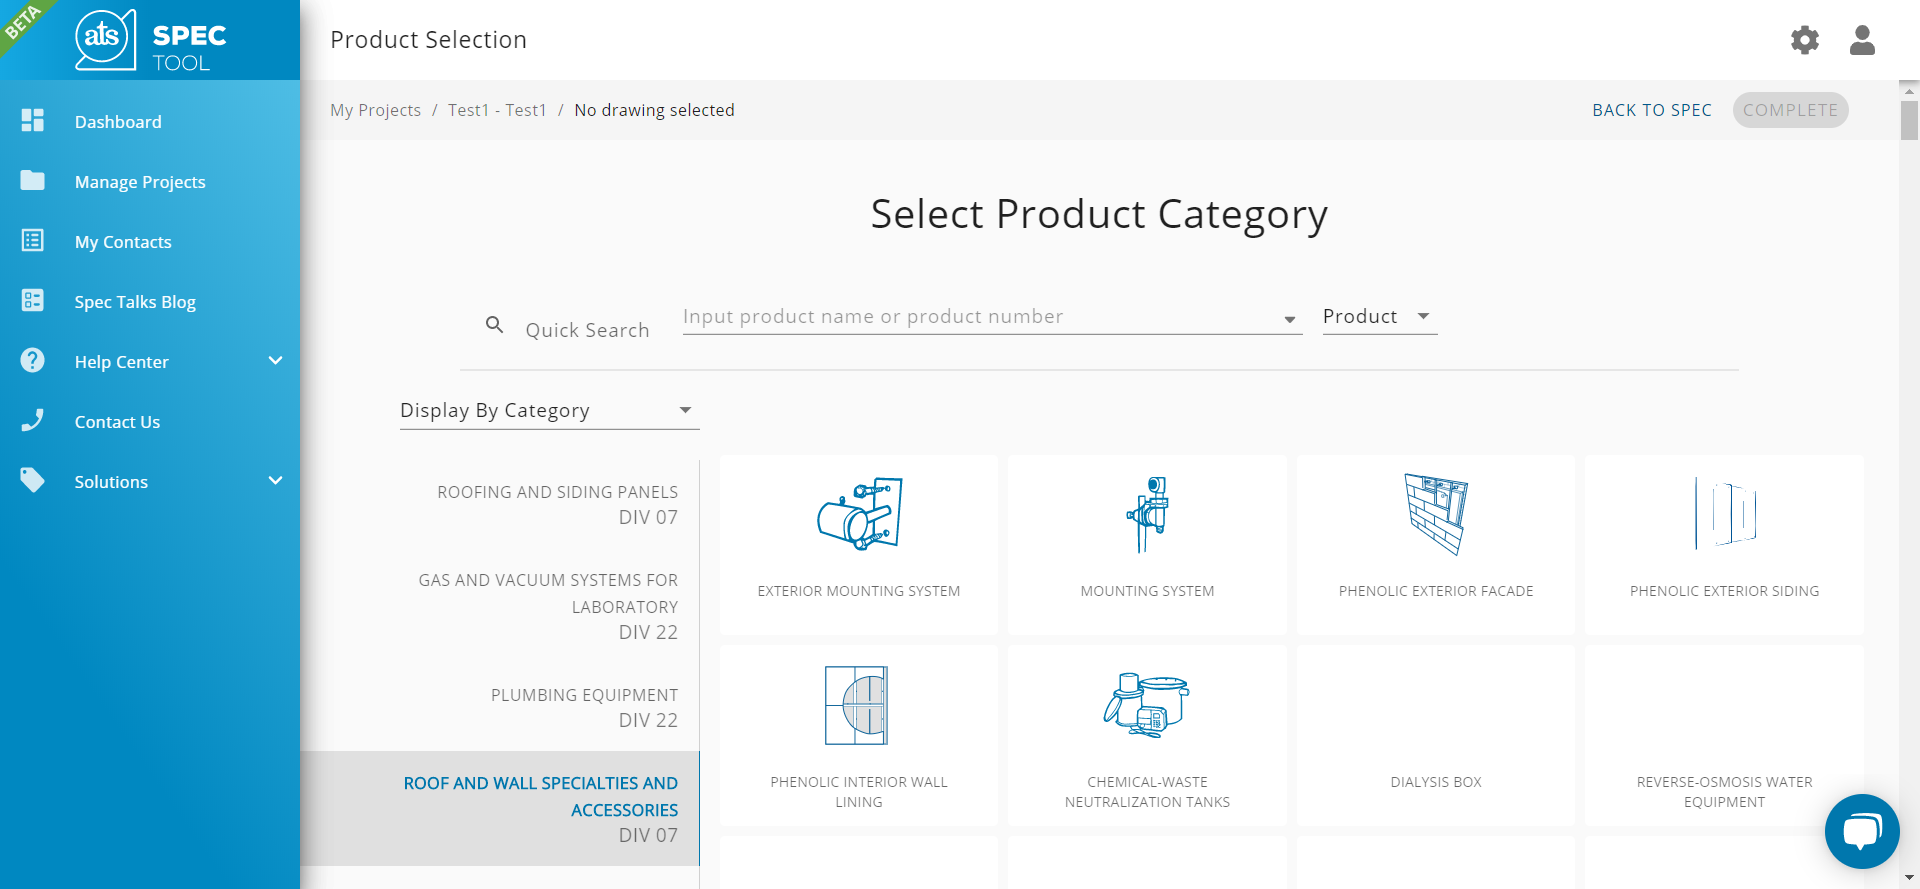 BETA
ats
SPEC
TOOL
Product Selection
My Projects / Test1 - Test1 / No drawing selected
BACK TO SPEC
COMPLETE
Dashboard
Manage Projects
My Contacts
Spec Talks Blog
Help Center
Contact Us
Solutions
Select Product Category
Quick Search
Input product name or product number
Product
Display By Category
ROOFING AND SIDING PANELS
DIV 07
GAS AND VACUUM SYSTEMS FOR
LABORATORY
DIV 22
PLUMBING EQUIPMENT
DIV 22
ROOF AND WALL SPECIALTIES AND
ACCESSORIES
DIV 07
EXTERIOR MOUNTING SYSTEM
MOUNTING SYSTEM
PHENOLIC EXTERIOR FACADE
PHENOLIC EXTERIOR SIDING
PHENOLIC INTERIOR WALL
LINING
CHEMICAL-WASTE
NEUTRALIZATION TANKS
DIALYSIS BOX
REVERSE-OSMOSIS WATER
EQUIPMENT